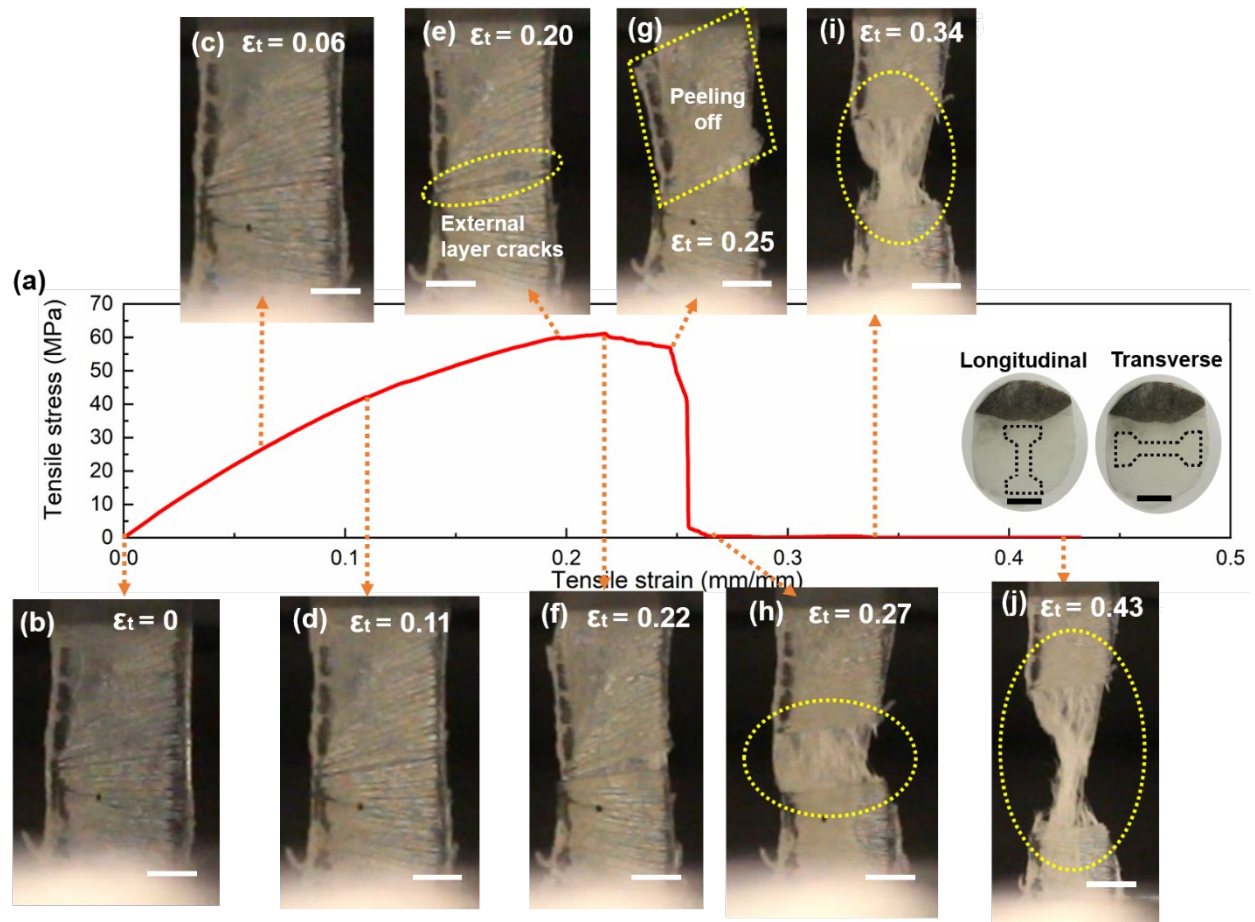 (c)
εt = 0.06
(e)
εt = 0.20
External
layer cracks
(g)
Peeling
off
εt = 0.25
(i)
εt = 0.34
(a)
70
60
50
40
30
20
10
0
Tensile stress (MPa)
0.0
0.1
0.2
0.3
0.4
0.5
Tensile strain (mm/mm)
Longitudinal
Transverse
(b)
εt = 0
(d)
εt = 0.11
(f)
εt = 0.22
(h)
εt = 0.27
(j)
εt = 0.43